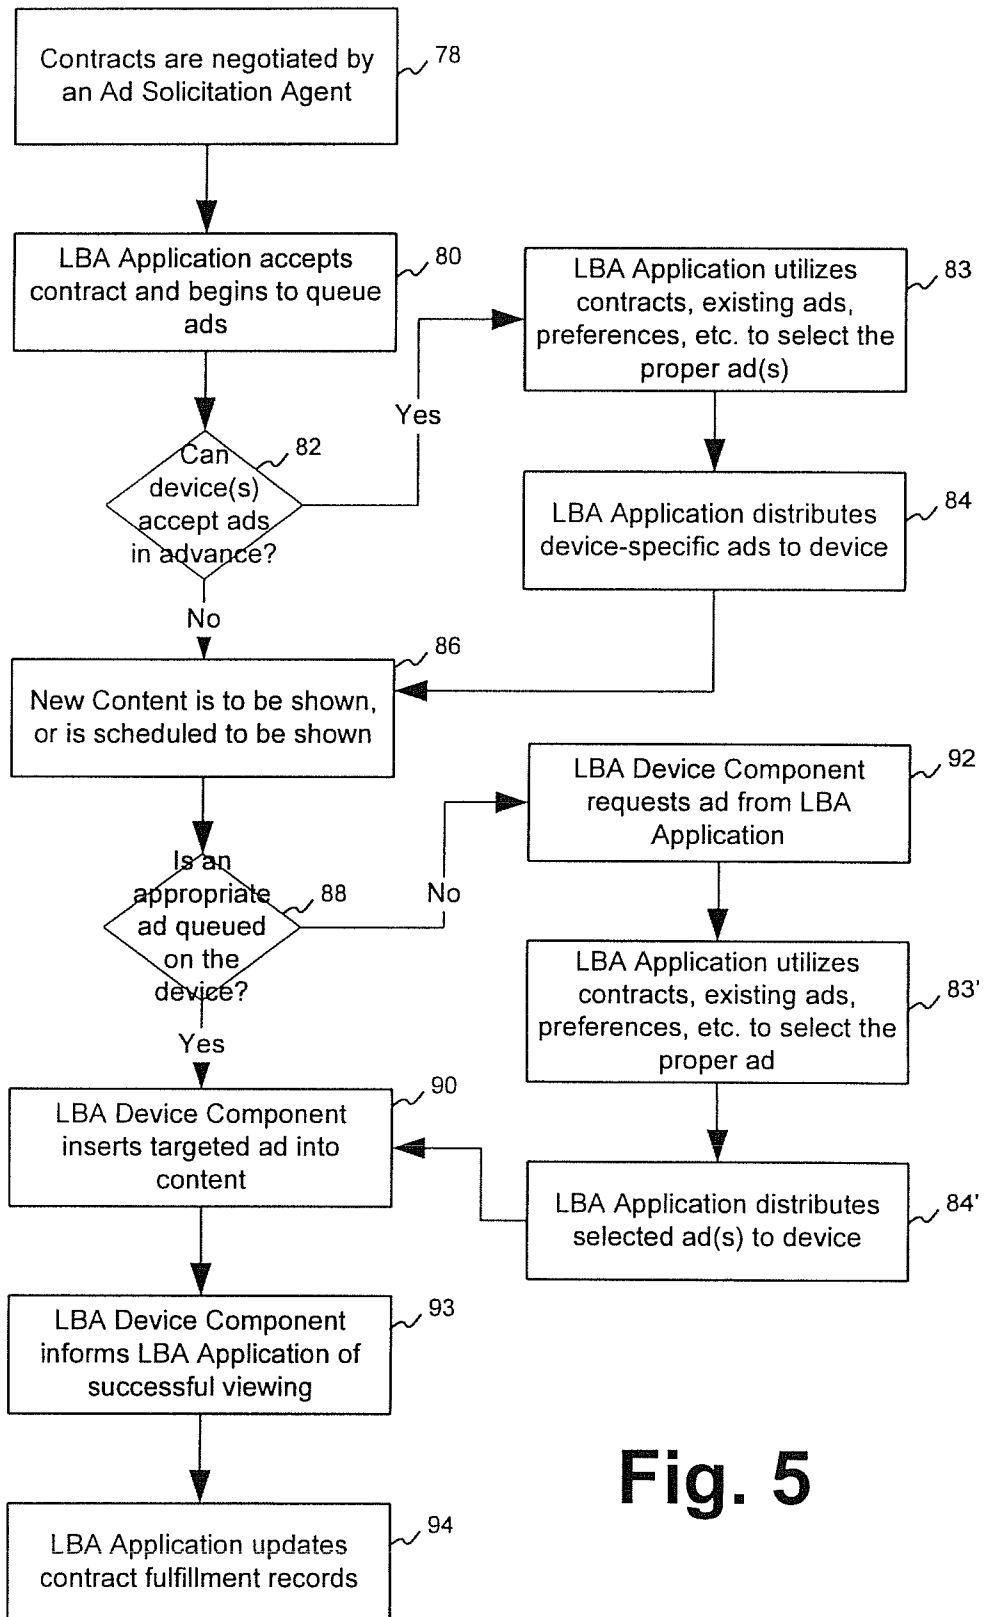 Contracts are negotiated by
an Ad Solicitation Agent
78
LBA Application accepts
contract and begins to queue
ads
80
Can
device(s)
accept ads
in advance?
82
Yes
LBA Application utilizes
contracts, existing ads,
preferences, etc. to select the
proper ad(s)
83
LBA Application distributes
device-specific ads to device
84
No
New Content is to be shown,
or is scheduled to be shown
86
Is an
appropriate
ad queued
on the
device?
88
No
LBA Device Component
requests ad from LBA
Application
92
LBA Application utilizes
contracts, existing ads,
preferences, etc. to select the
proper ad
83'
LBA Application distributes
selected ad(s) to device
84'
Yes
LBA Device Component
inserts targeted ad into
content
90
LBA Device Component
informs LBA Application of
successful viewing
93
LBA Application updates
contract fulfillment records
94
Fig. 5